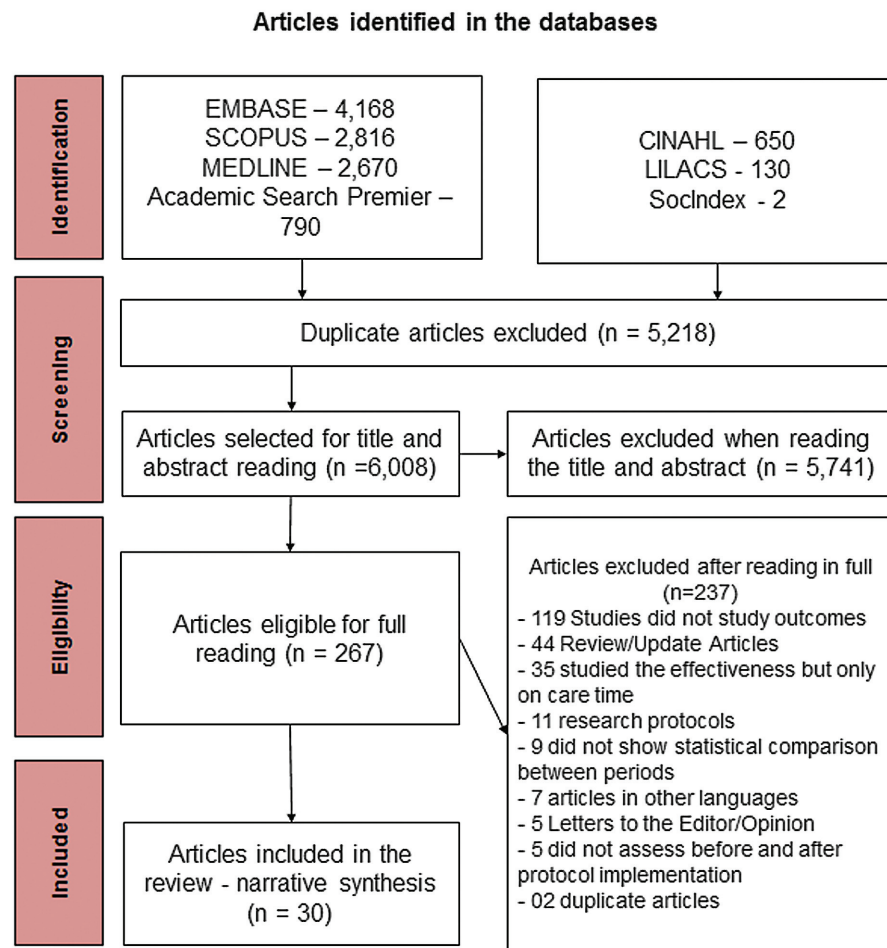 Articles identified in the databases
Identification
EMBASE – 4,168
SCOPUS – 2,816
MEDLINE – 2,670
Academic Search Premier –
790
CINAHL – 650
LILACS - 130
SocIndex - 2
Screening
Duplicate articles excluded (n = 5,218)
Articles selected for title and
abstract reading (n =6,008)
Articles excluded when reading
the title and abstract (n = 5,741)
Eligibility
Articles eligible for full
reading (n = 267)
Articles excluded after reading in full
(n=237)
- 119 Studies did not study outcomes
- 44 Review/Update Articles
- 35 studied the effectiveness but only
on care time
- 11 research protocols
- 9 did not show statistical comparison
between periods
- 7 articles in other languages
- 5 Letters to the Editor/Opinion
- 5 did not assess before and after
protocol implementation
- 02 duplicate articles
Included
Articles included in the
review - narrative synthesis
(n = 30)